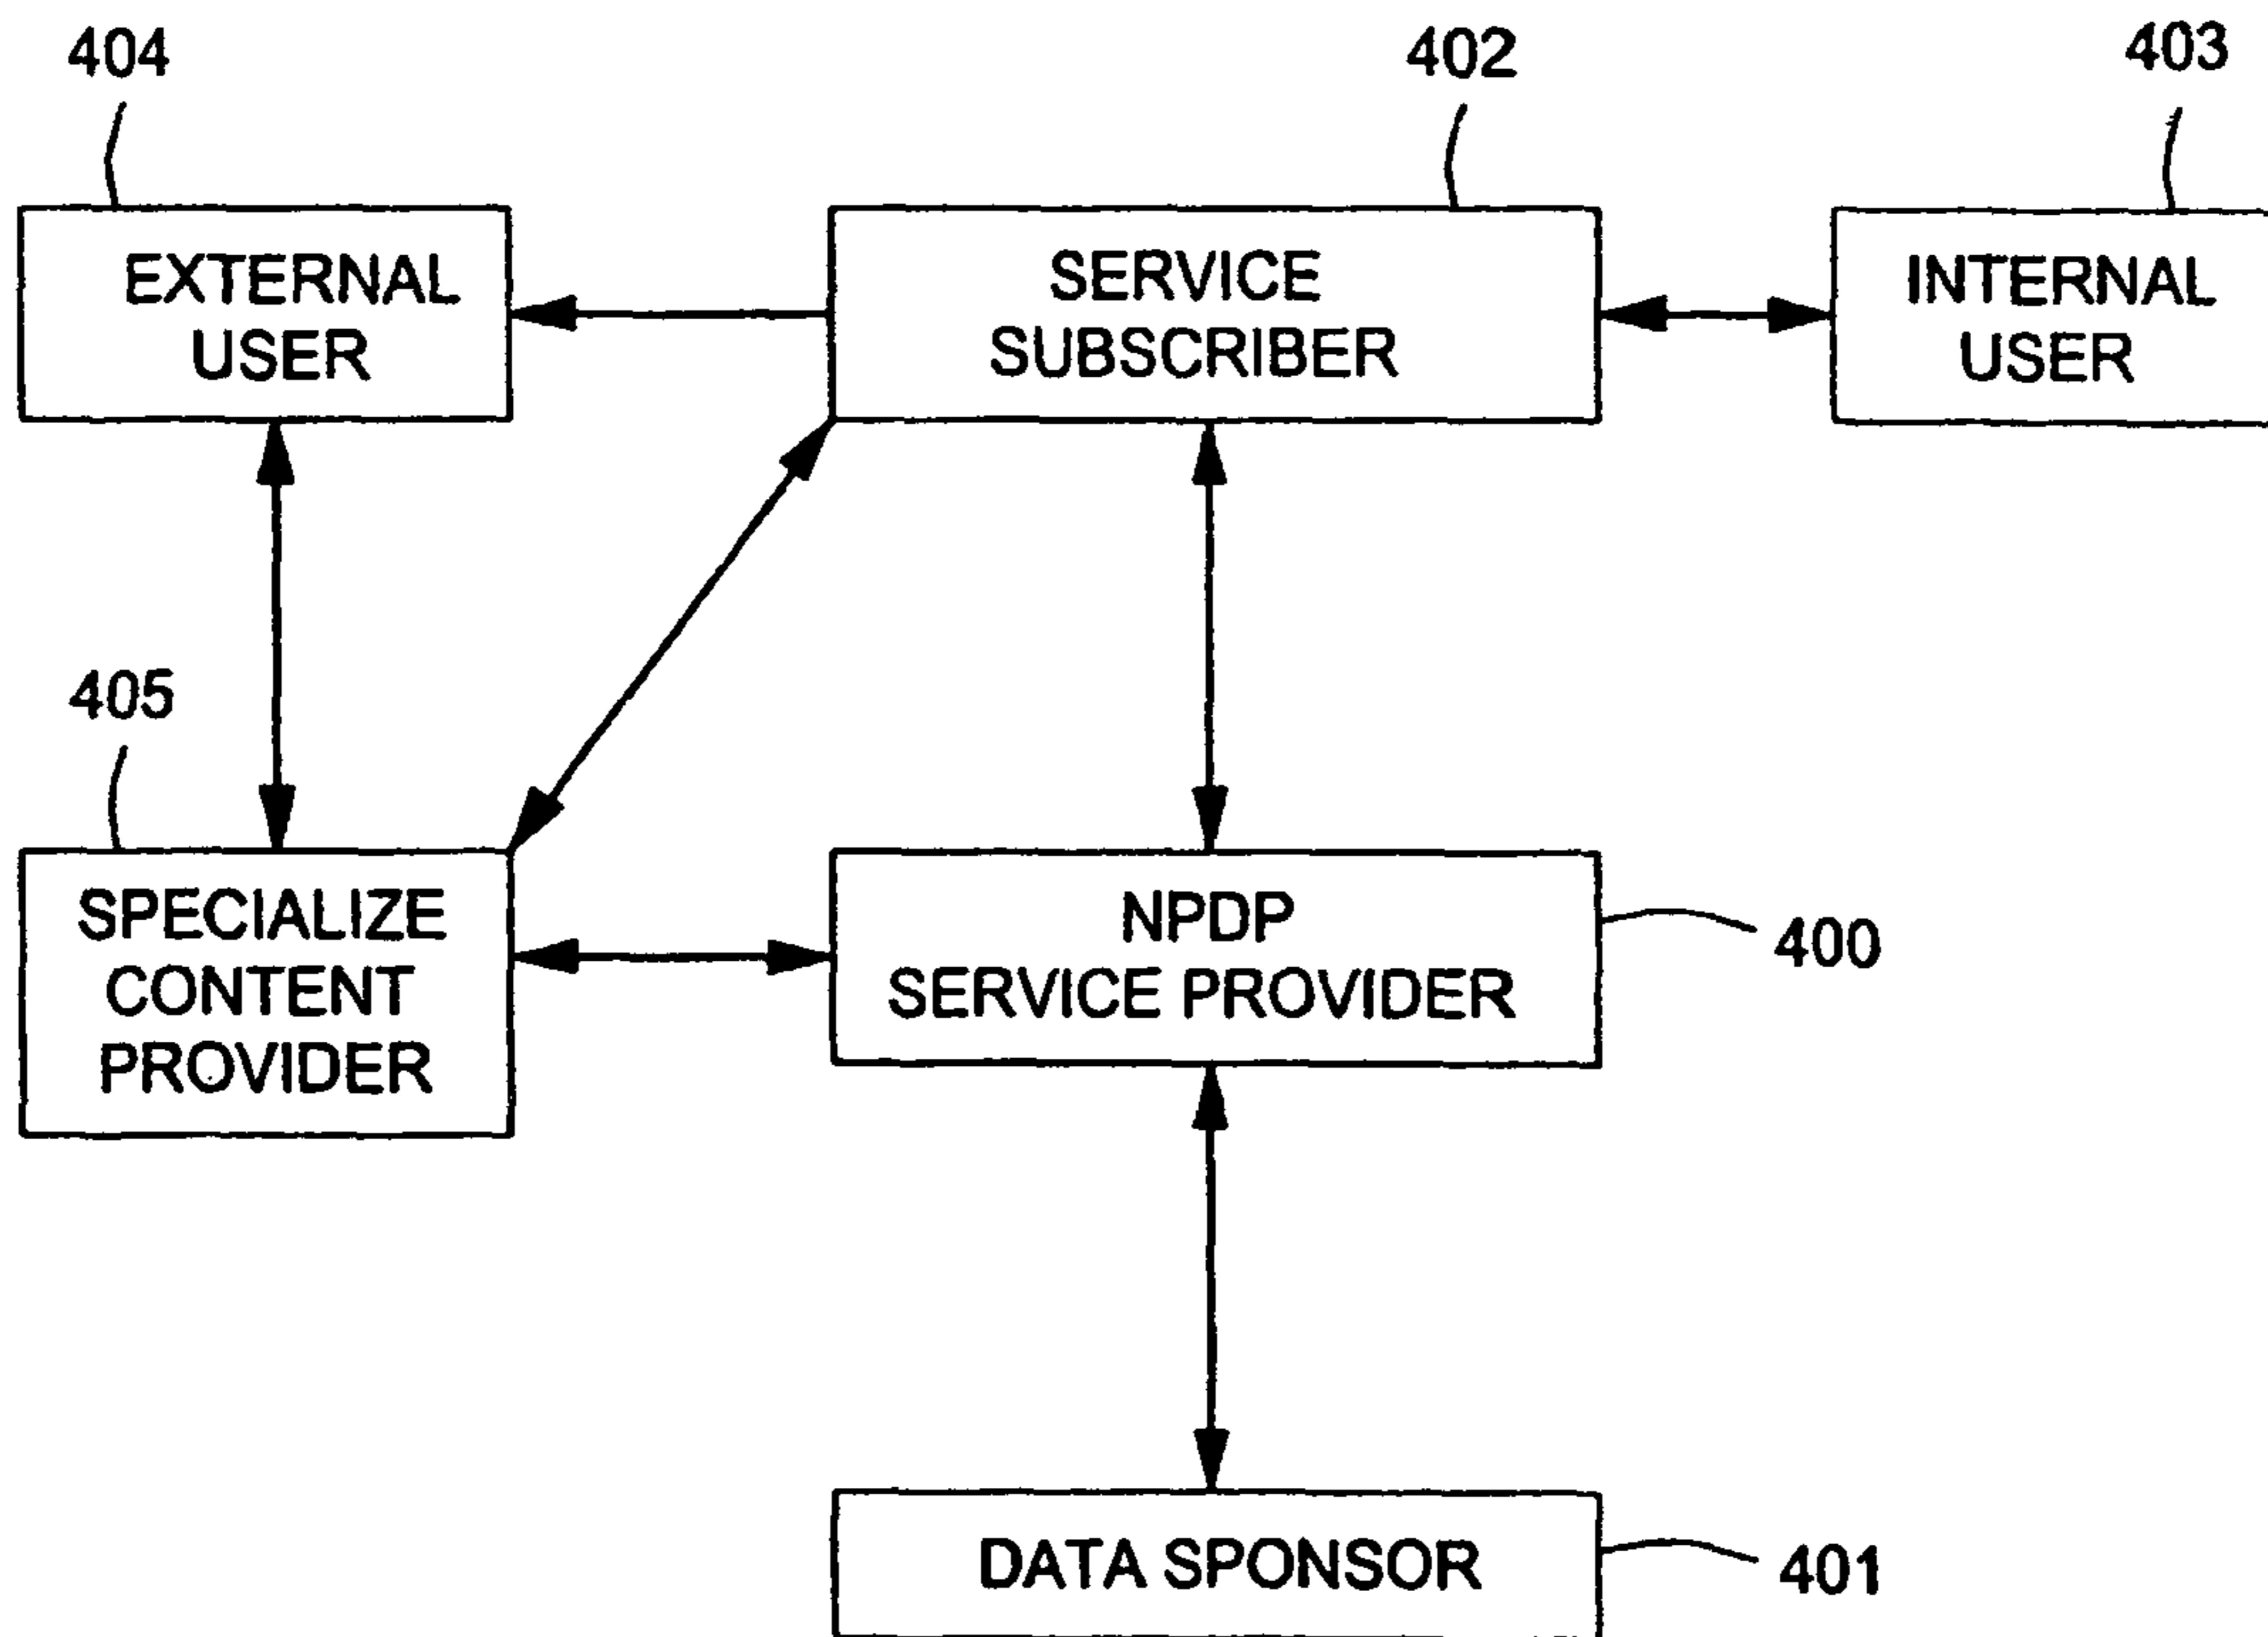 404
402
403
EXTERNAL
USER
SERVICE
SUBSCRIBER
INTERNAL
USER
405
SPECIALIZE
CONTENT
PROVIDER
NPDP
SERVICE PROVIDER
400
DATA SPONSOR
401